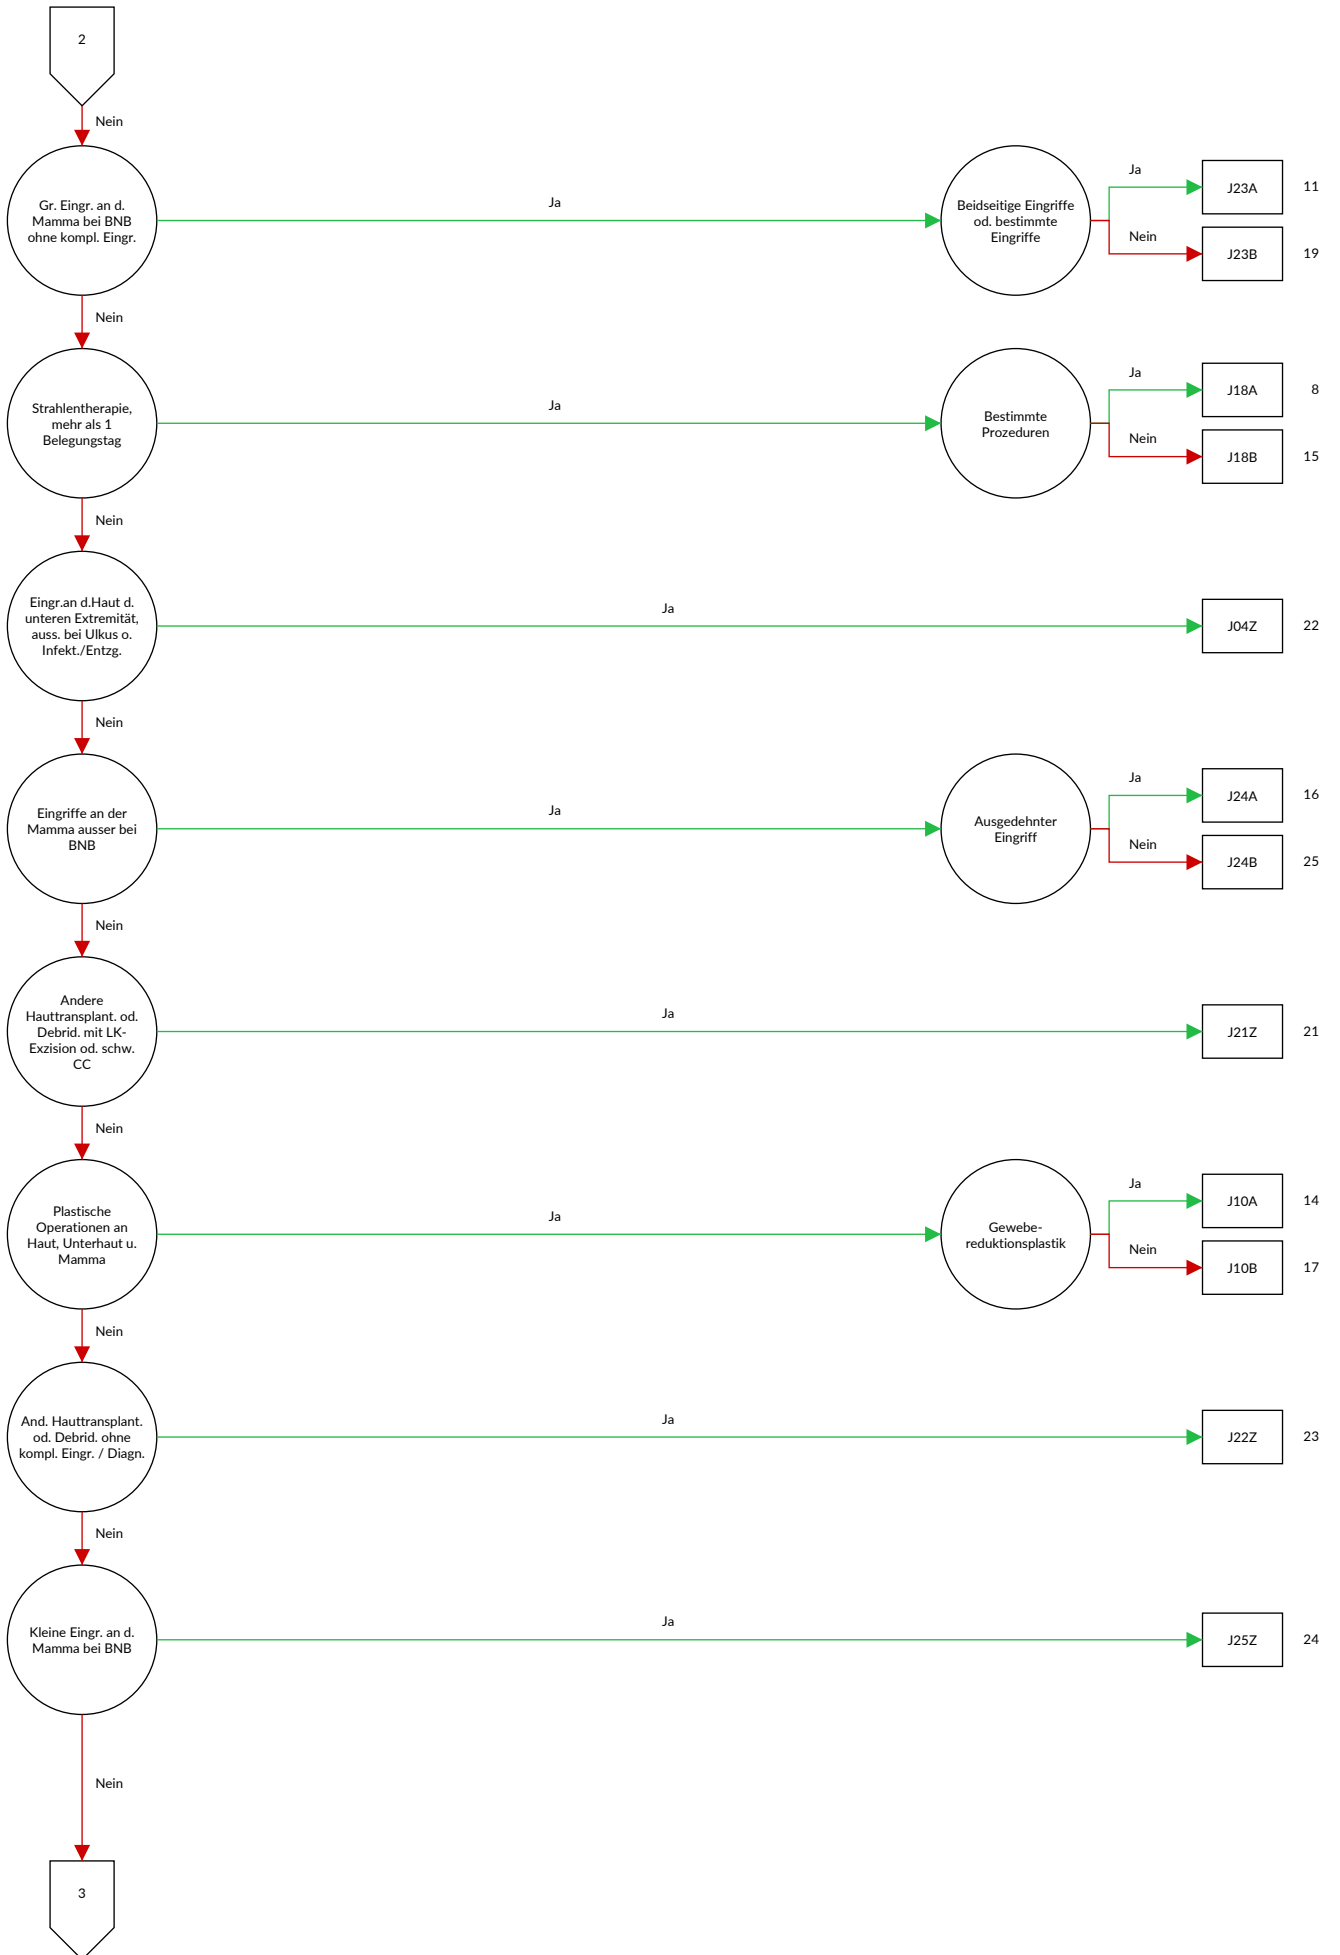 2
Nein
Gr. Eingr. an d.
Mamma bei BNB
ohne kompl. Eingr.
Ja
Beidseitige Eingriffe
od. bestimmte
Eingriffe
Ja
J23A
11
Nein
J23B
19
Nein
Strahlentherapie,
mehr als 1
Belegungstag
Ja
Bestimmte
Prozeduren
Ja
J18A
8
Nein
J18B
15
Nein
Eingr.an d.Haut d.
unteren Extremität,
auss. bei Ulkus o.
Infekt./Entzg.
Ja
J04Z
22
Nein
Eingriffe an der
Mamma ausser bei
BNB
Ja
Ausgedehnter
Eingriff
Ja
J24A
16
Nein
J24B
25
Nein
Andere
Hauttransplant. od.
Debrid. mit LK-
Exzision od. schw.
CC
Ja
J21Z
21
Nein
Plastische
Operationen an
Haut, Unterhaut u.
Mamma
Ja
Gewebe-
reduktionsplastik
Ja
J10A
14
Nein
J10B
17
Nein
And. Hauttransplant.
od. Debrid. ohne
kompl. Eingr. / Diagn.
Ja
J22Z
23
Nein
Kleine Eingr. an d.
Mamma bei BNB
Ja
J25Z
24
Nein
3